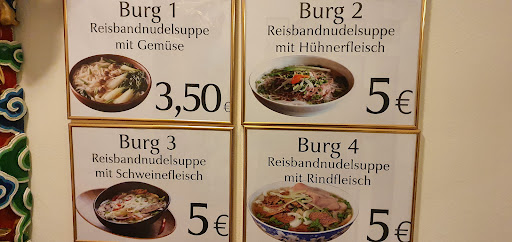 Burg 1
Reisbandnudelsuppe
mit Gemüse
3,50€
Burg 2
Reisbandnudelsuppe
mit Hühnerfleisch
5€
Burg 3
Reisbandnudelsuppe
mit Schweinefleisch
5€
Burg 4
Reisbandnudelsuppe
mit Rindfleisch
5€